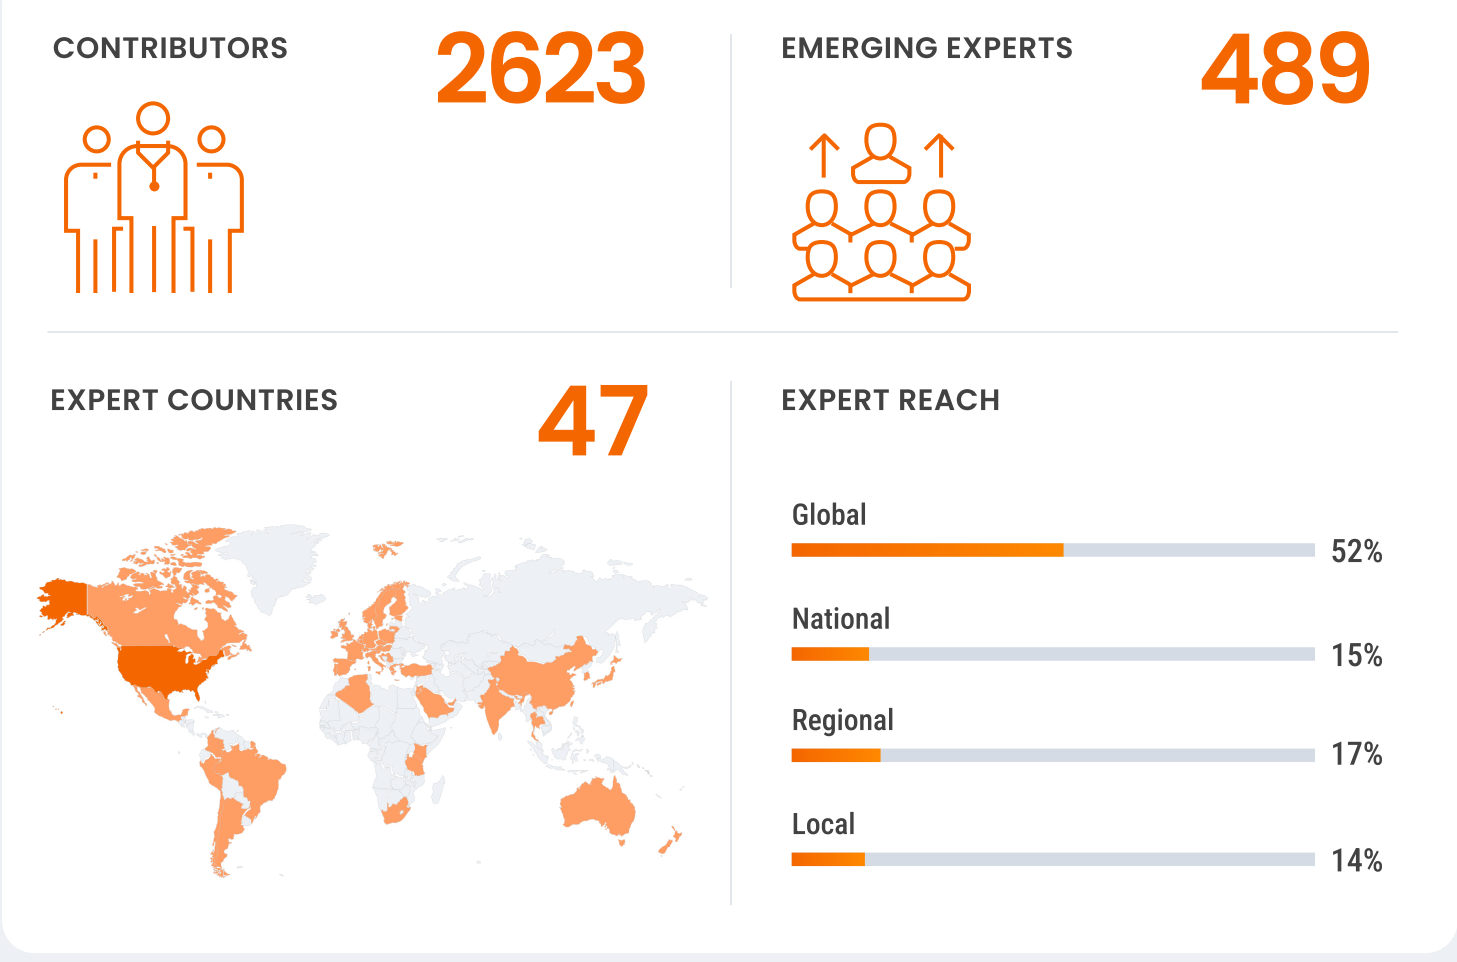 CONTRIBUTORS
2623
EMERGING EXPERTS
489
EXPERT COUNTRIES
47
EXPERT REACH
Global
52%
National
15%
Regional
17%
Local
14%